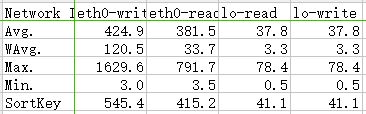 Network I eth0-writ eth0-read lo-read lo-write
Avg. 424.9 381.5 37.8 37.8
WAvg. 120.5 33.7 3.3 3.3
Max. 1629.6 791.7 78.4 78.4
Min. 3.0 3.5 0.5 0.5
SortKey 545.4 415.2 41.1 41.1